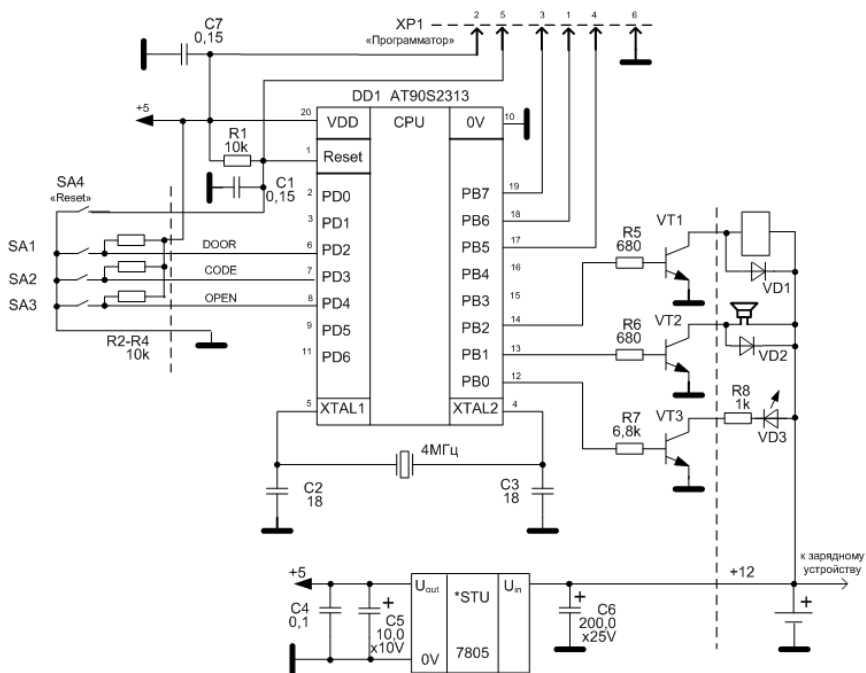 C7
0,15
XP1
«Программатор»
2 5 3 1 4 6
DD1 AT90S2313
+5
20 VDD CPU 0V 10
R1
10k
1 Reset
C1
0,15
SA4
«Reset»
2 PD0
3 PD1
SA1 DOOR 6 PD2
SA2 CODE 7 PD3
SA3 OPEN 8 PD4
9 PD5
11 PD6
R2-R4
10k
PB7 19
PB6 18
PB5 17
PB4 16
PB3 15
PB2 14
PB1 13
PB0 12
5 XTAL1
XTAL2 4
R5
680
VT1
VD1
R6
680
VT2
VD2
R7
6,8k
VT3
R8
1k
VD3
4МГц
C2
18
C3
18
+5
C4
0,1
+
C5
10,0
x10V
Uout *STU Uin
0V 7805
+
C6
200,0
x25V
+12
к зарядному
устройству
+